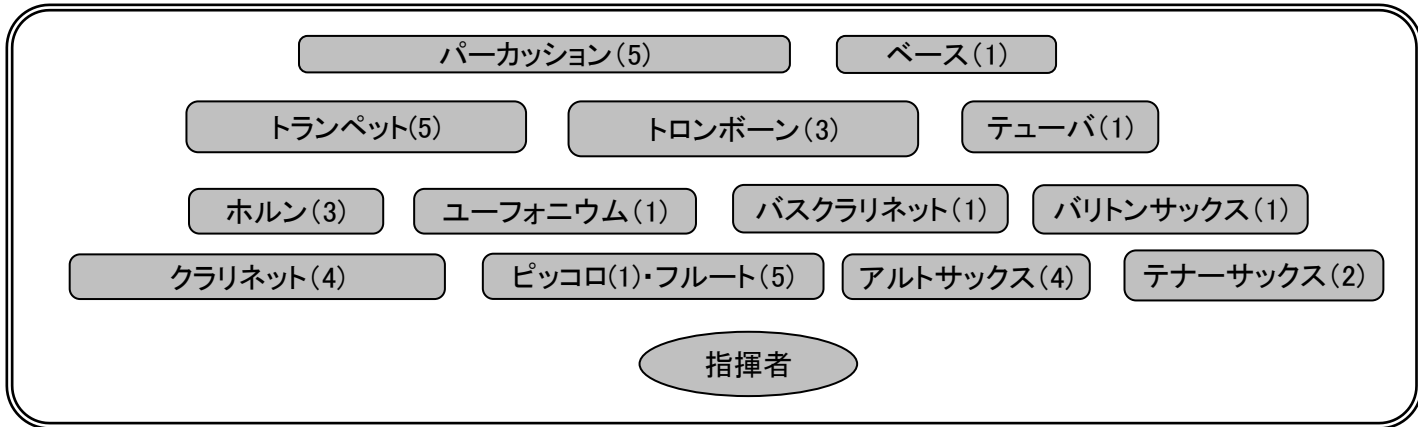 パーカッション(5) ベース(1)
トランペット(5) トロンボーン(3) テューバ(1)
ホルン(3) ユーフォニウム(1) バスクラリネット(1) バリトンサックス(1)
クラリネット(4) ピッコロ(1)・フルート(5) アルトサックス(4) テナーサックス(2)
指揮者